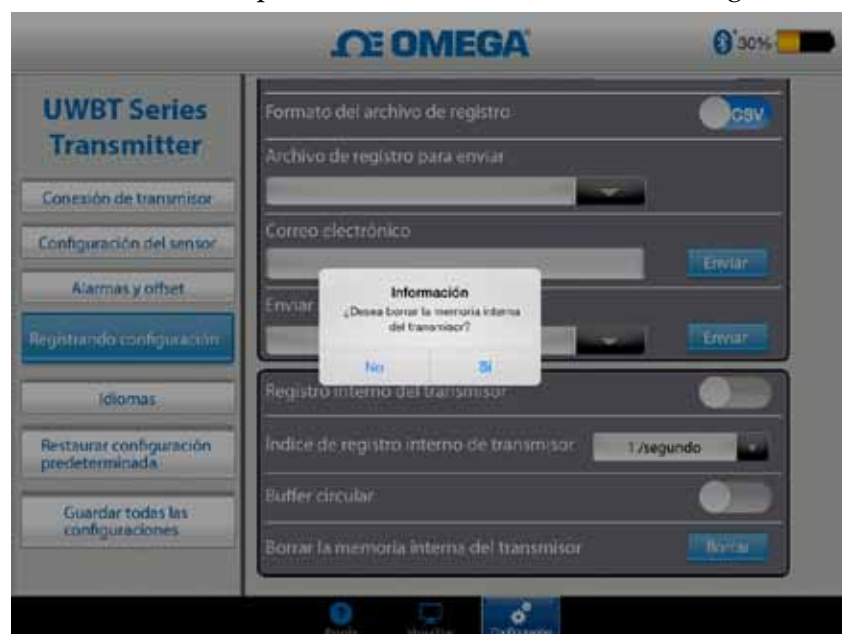 OMEGA
30%
UWBT Series
Transmitter
Conexión de transmisor
Configuración del sensor
Alarmas y offset
Registrando configuración
Idiomas
Restaurar configuración
predeterminada
Guardar todas las
configuraciones
Formato del archivo de registro
CSV
Archivo de registro para enviar
Correo electrónico
Enviar
Enviar
Enviar
Información
¿Desea borrar la memoria interna
del transmisor?
No
Sí
Registro interno del transmisor
Índice de registro interno de transmisor
1 /segundo
Buffer circular
Borrar la memoria interna del transmisor
Borrar